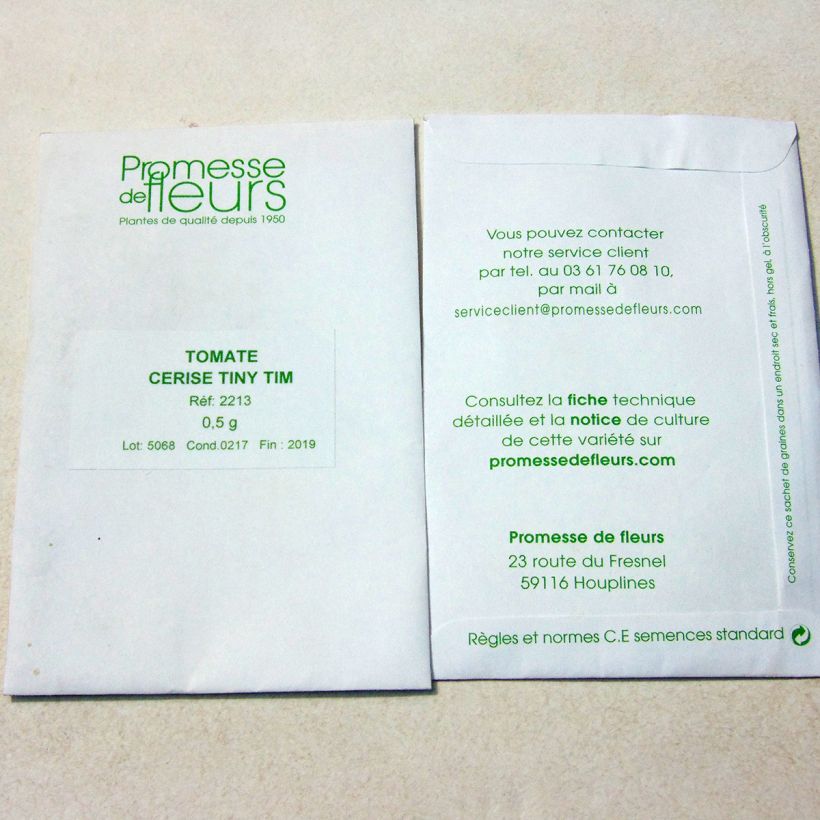 Promesse
de fleurs
Plantes de qualité depuis 1950
TOMATE
CERISE TINY TIM
Réf: 2213
0,5 g
Lot: 5068 Cond.0217 Fin : 2019
Vous pouvez contacter
notre service client
par tel. au 03 61 76 08 10,
par mail à
serviceclient@promessedefleurs.com
Consultez la fiche technique
détaillée et la notice de culture
de cette variété sur
promessedefleurs.com
Promesse de fleurs
23 route du Fresnel
59116 Houplines
Règles et normes C.E semences standard
Conservez ce sachet de graines dans un endroit sec et frais, hors gel, à l'obscurité